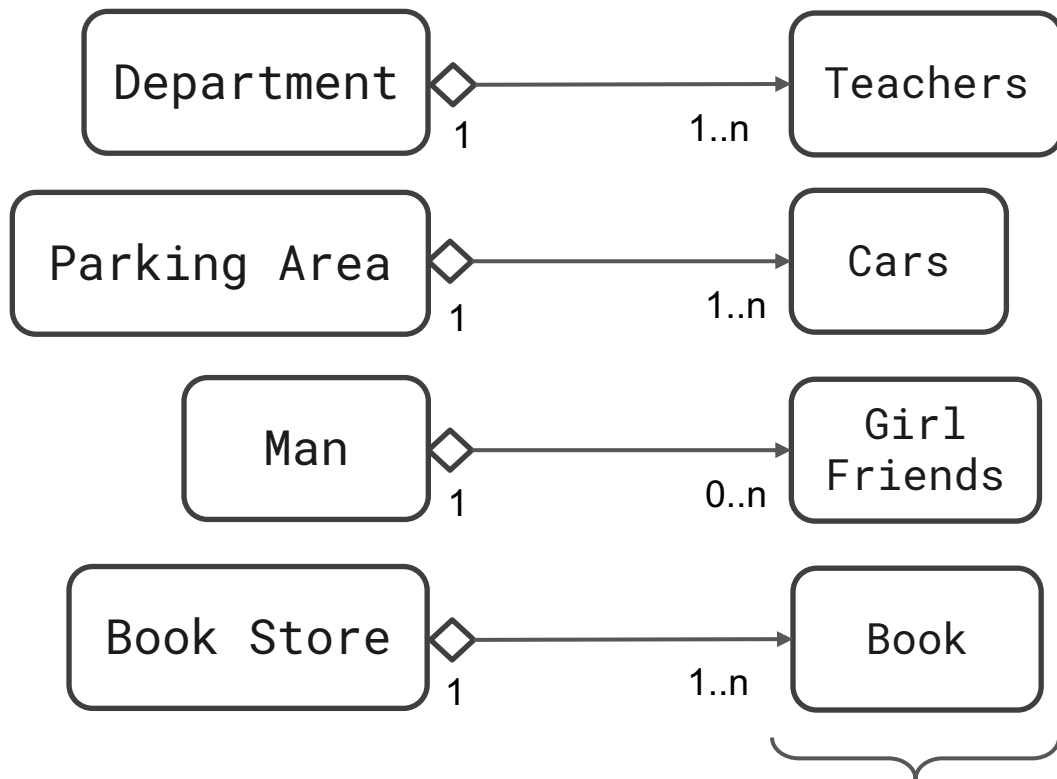 Department
Teachers
1
1..n
Parking Area
Cars
1
1..n
Man
Girl
Friends
1
0..n
Book Store
Book
1
1..n